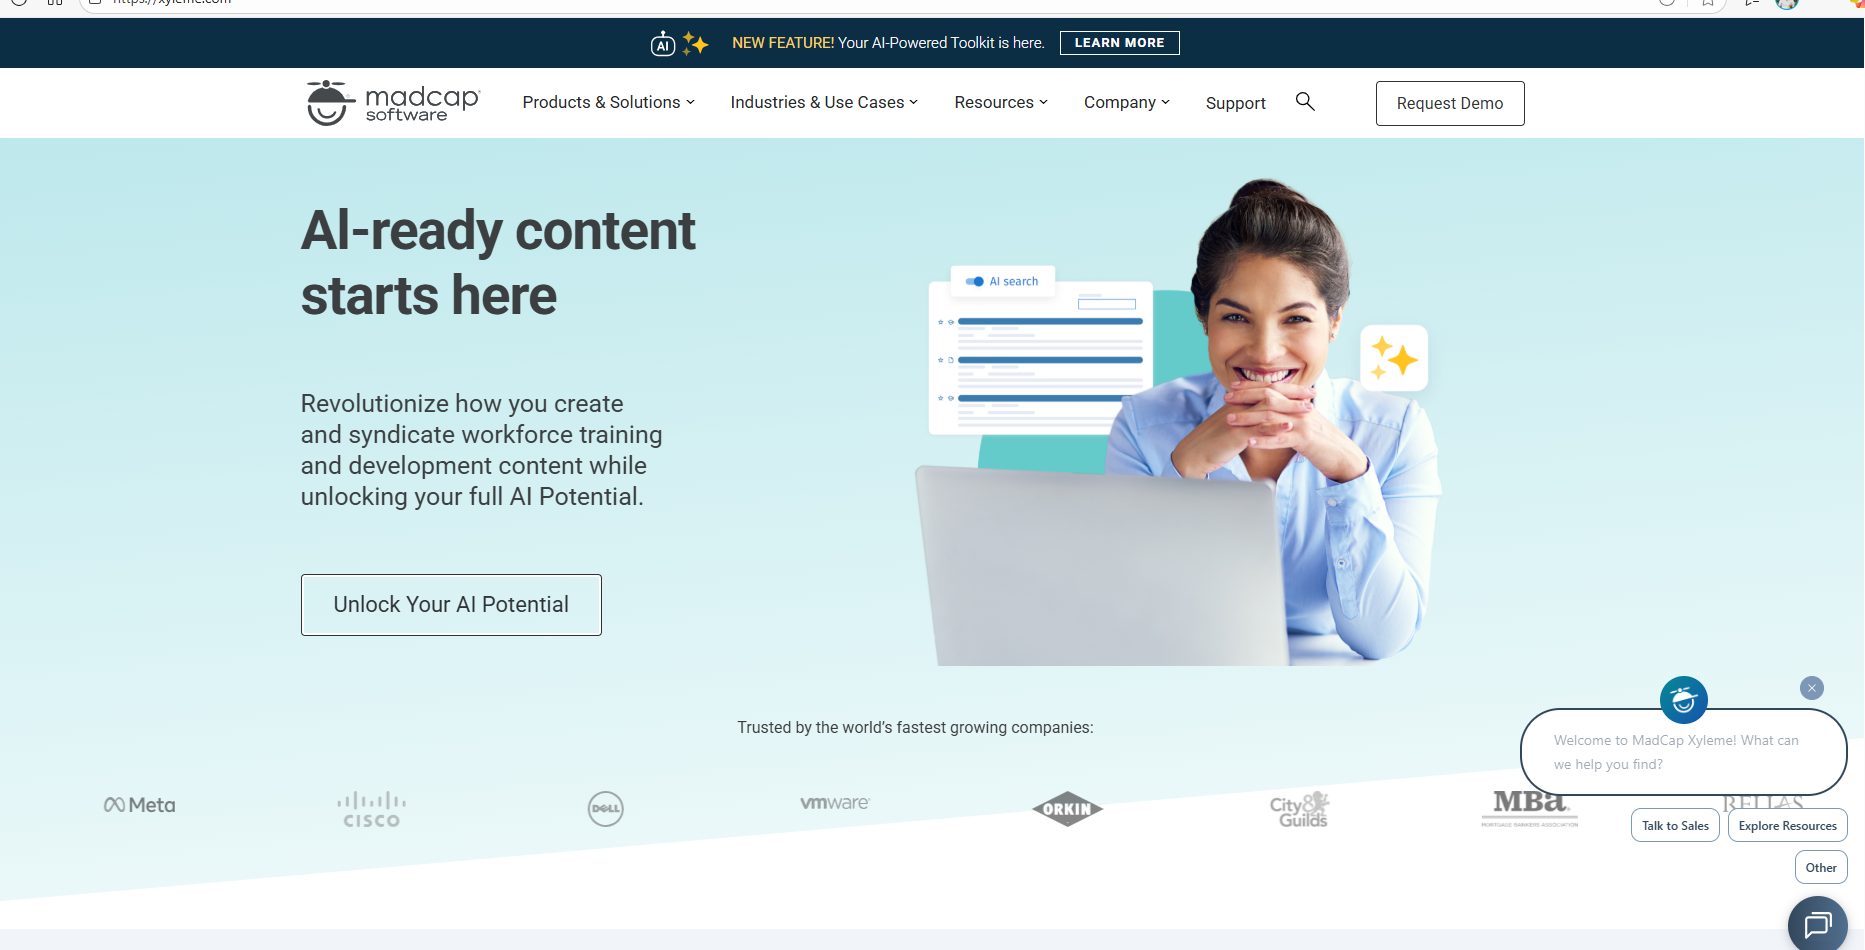 https://xyleme.com
AI
NEW FEATURE! Your AI-Powered Toolkit is here.
LEARN MORE
madcap
software
Products & Solutions
Industries & Use Cases
Resources
Company
Support
Request Demo
AI-ready content
starts here
AI search
Revolutionize how you create
and syndicate workforce training
and development content while
unlocking your full AI Potential.
Unlock Your AI Potential
Trusted by the world's fastest growing companies:
Welcome to MadCap Xyleme! What can
we help you find?
Meta
CISCO
DELL
vmware
ORKIN
City&
Guilds
MBa
MORTGAGE BANKERS ASSOCIATION
Talk to Sales
Explore Resources
Other